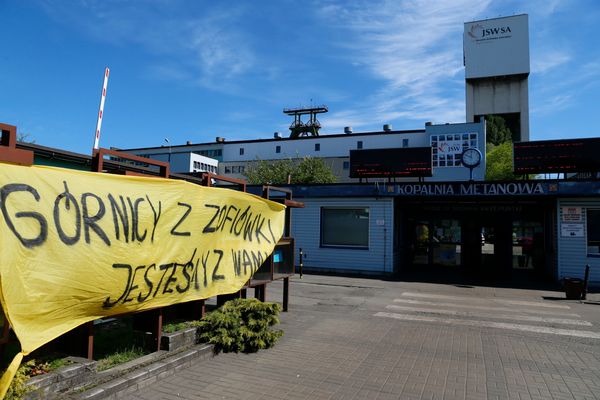 JSW SA
JSW
KOPALNIA METANOWA
GÓRNICY Z ZOFIÓWKI
JESTEŚMY Z WAMI